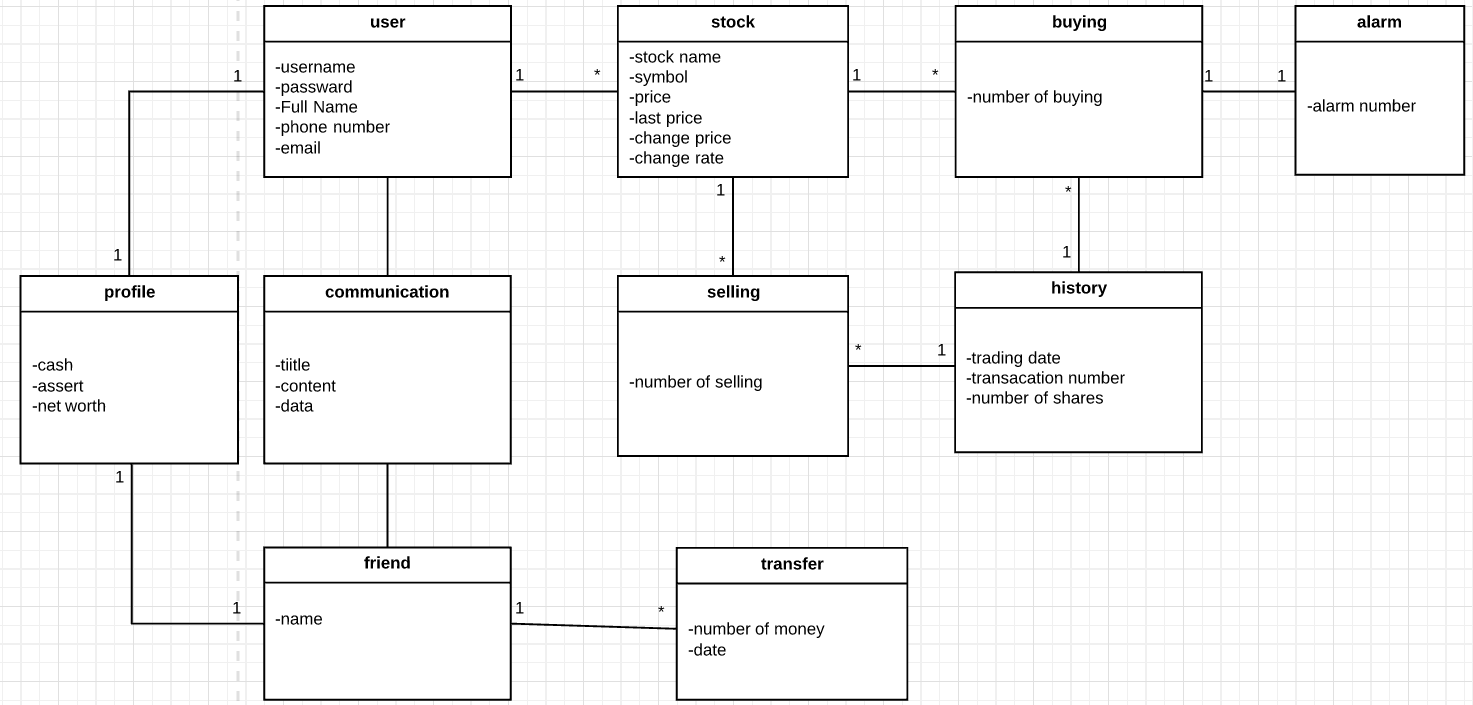 user
-username
-passward
-Full Name
-phone number
-email
1
1
1
*
stock
-stock name
-symbol
-price
-last price
-change price
-change rate
1
*
1
*
buying
-number of buying
1
1
*
1
alarm
-alarm number
profile
-cash
-assert
-net worth
1
1
communication
-tiitle
-content
-data
selling
-number of selling
*
1
history
-trading date
-transacation number
-number of shares
friend
-name
1
*
transfer
-number of money
-date